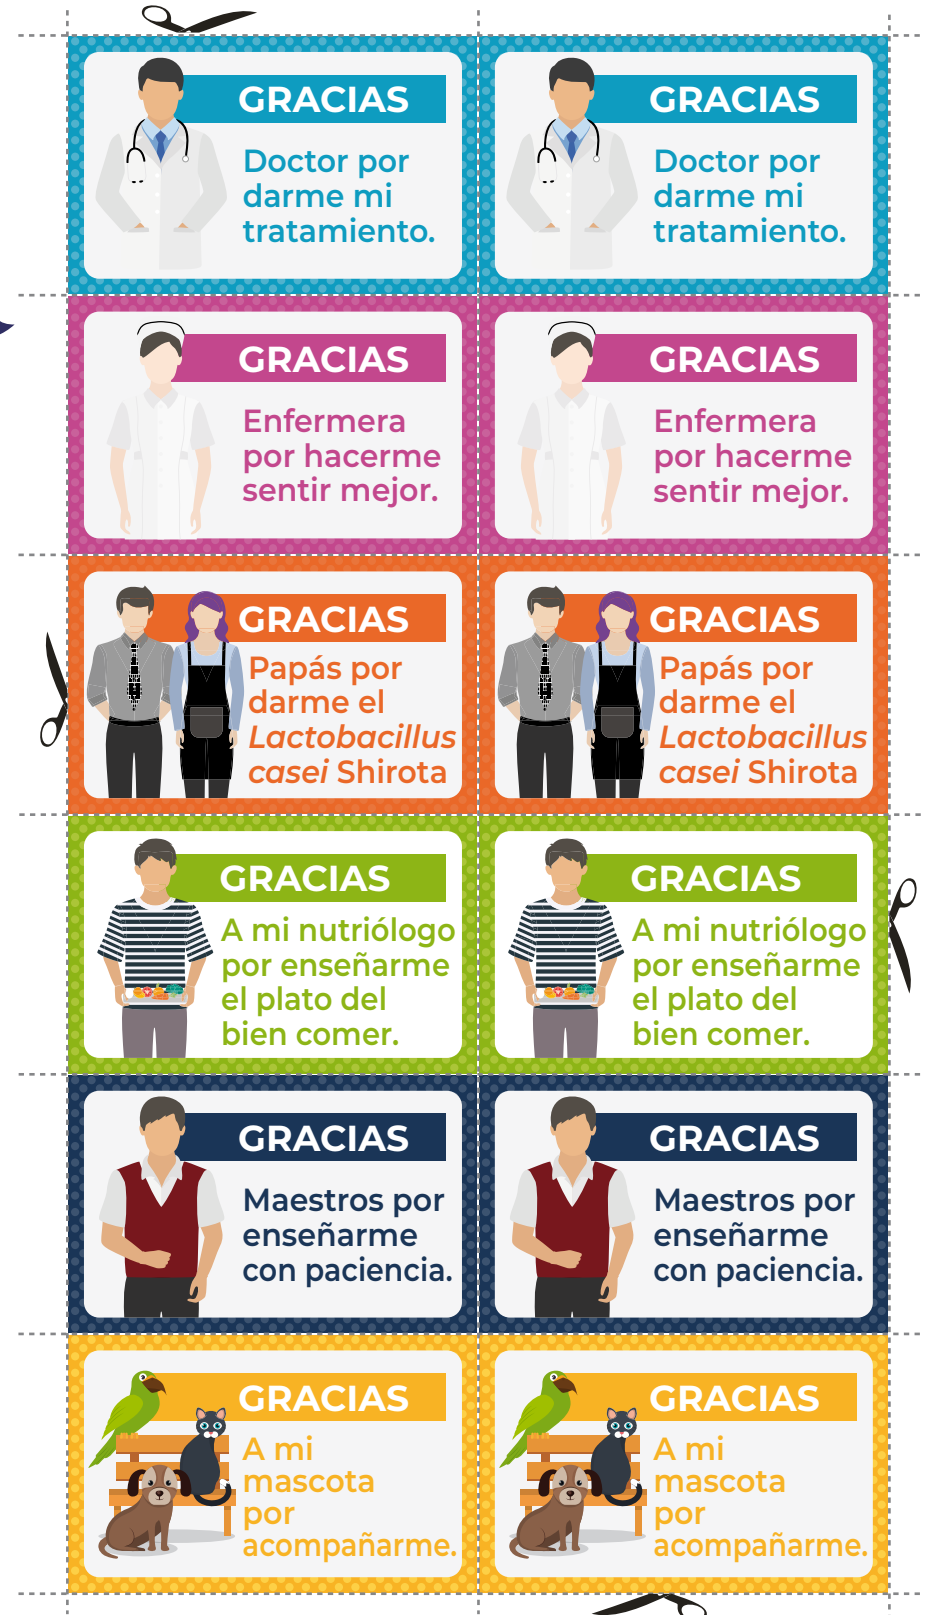 GRACIAS
Doctor por
darme mi
tratamiento.
GRACIAS
Doctor por
darme mi
tratamiento.
GRACIAS
Enfermera
por hacerme
sentir mejor.
GRACIAS
Enfermera
por hacerme
sentir mejor.
GRACIAS
Papás por
darme el
Lactobacillus
casei Shirota
GRACIAS
Papás por
darme el
Lactobacillus
casei Shirota
GRACIAS
A mi nutriólogo
por enseñarme
el plato del
bien comer.
GRACIAS
A mi nutriólogo
por enseñarme
el plato del
bien comer.
GRACIAS
Maestros por
enseñarme
con paciencia.
GRACIAS
Maestros por
enseñarme
con paciencia.
GRACIAS
A mi
mascota
por
acompañarme.
GRACIAS
A mi
mascota
por
acompañarme.